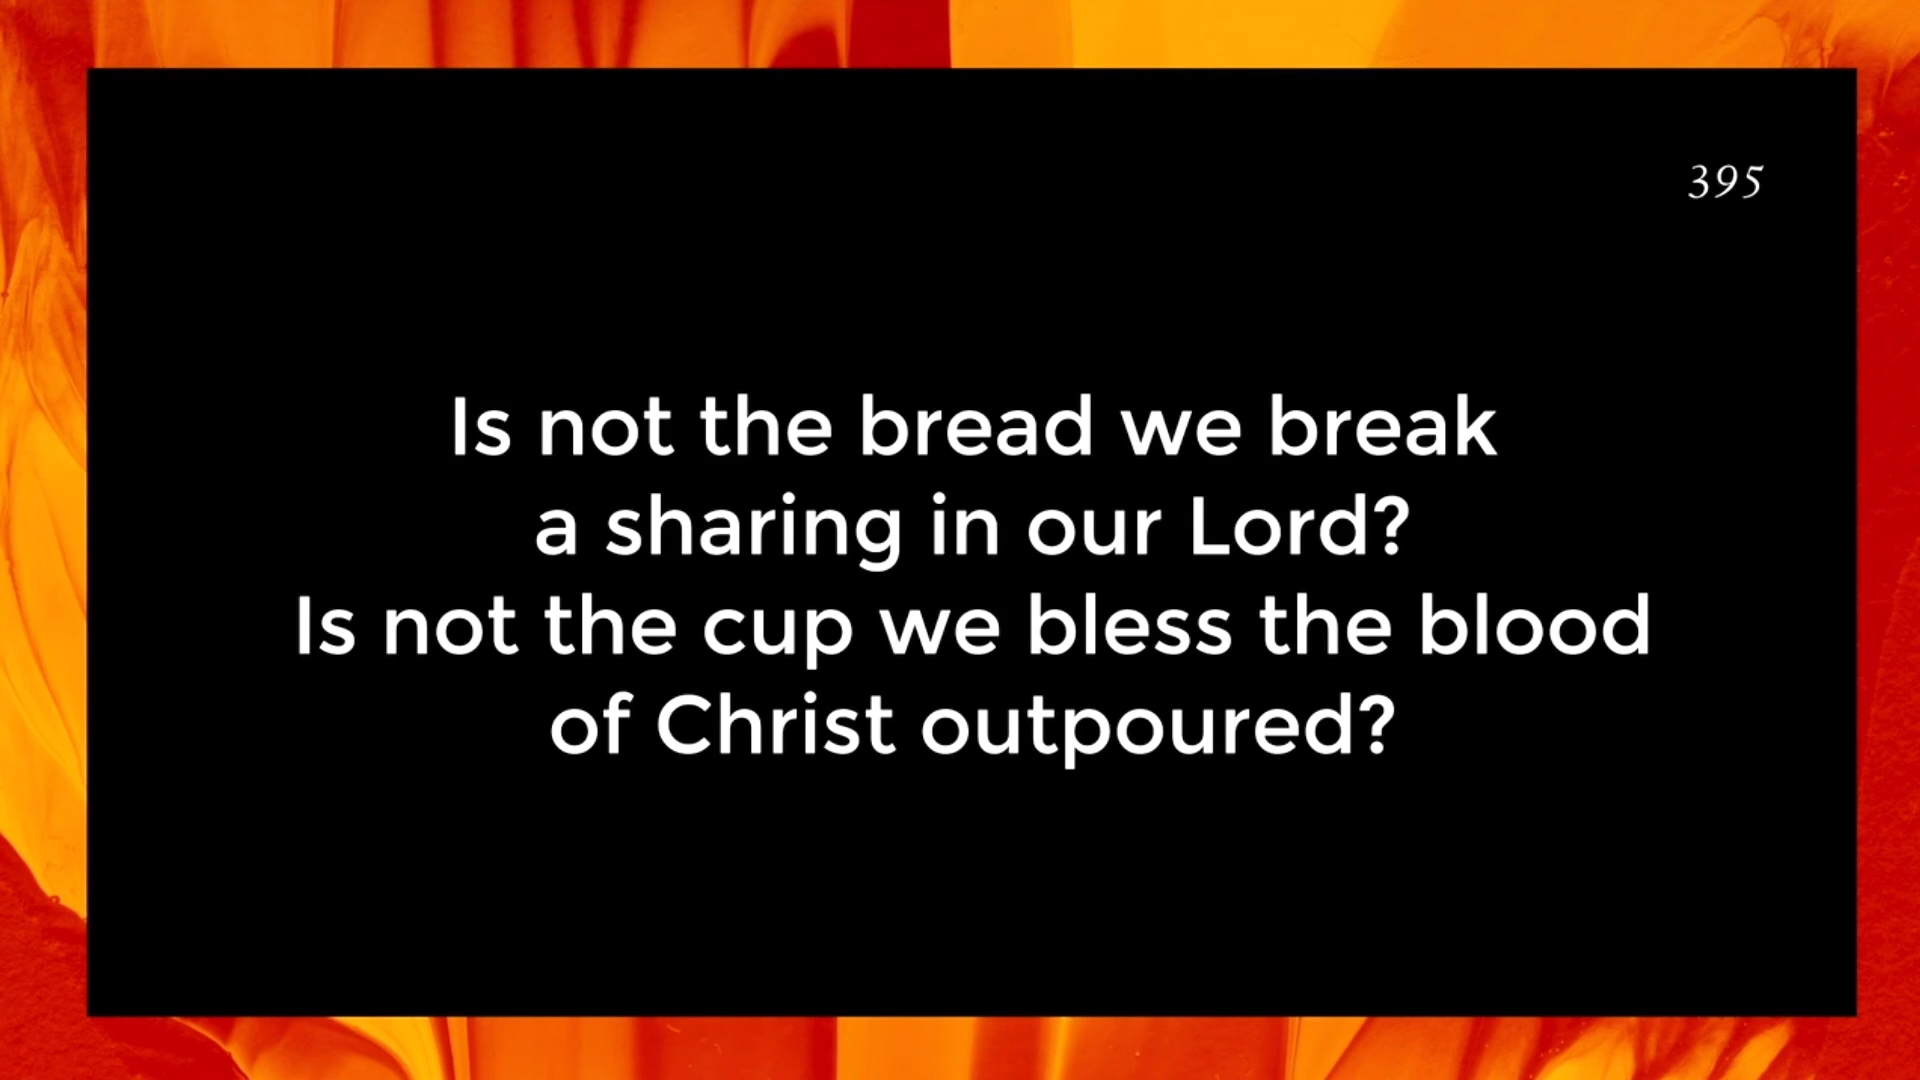 395
Is not the bread we break
a sharing in our Lord?
Is not the cup we bless the blood
of Christ outpoured?